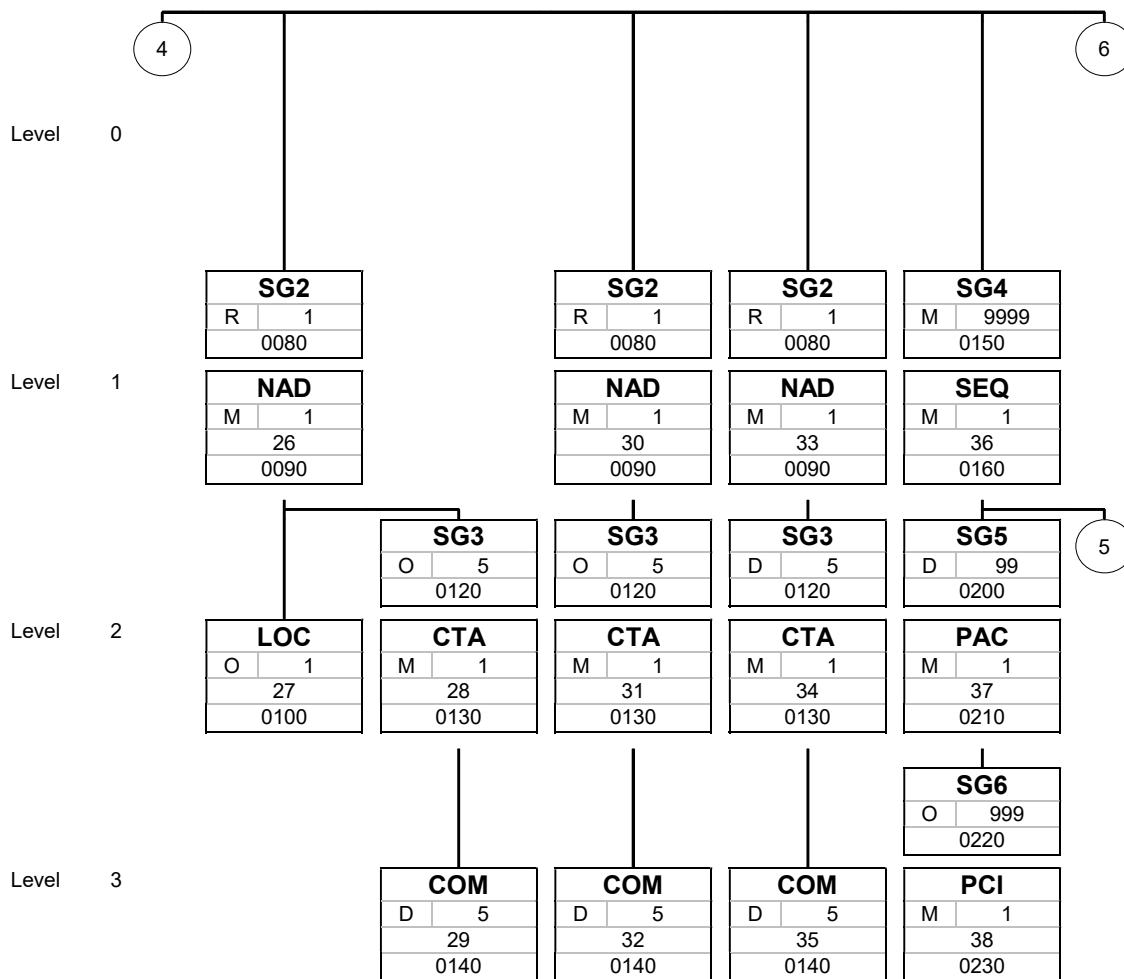 4 6
Level 0
SG2 SG2 SG2 SG4
R 1 R 1 R 1 M 9999
0080 0080 0080 0150
Level 1
NAD NAD NAD SEQ
M 1 M 1 M 1 M 1
26 30 33 36
0090 0090 0090 0160
SG3 SG3 SG3 SG5 5
O 5 O 5 D 5 D 99
0120 0120 0120 0200
Level 2
LOC CTA CTA CTA PAC
O 1 M 1 M 1 M 1 M 1
27 28 31 34 37
0100 0130 0130 0130 0210
SG6
O 999
0220
Level 3
COM COM COM PCI
D 5 D 5 D 5 M 1
29 32 35 38
0140 0140 0140 0230